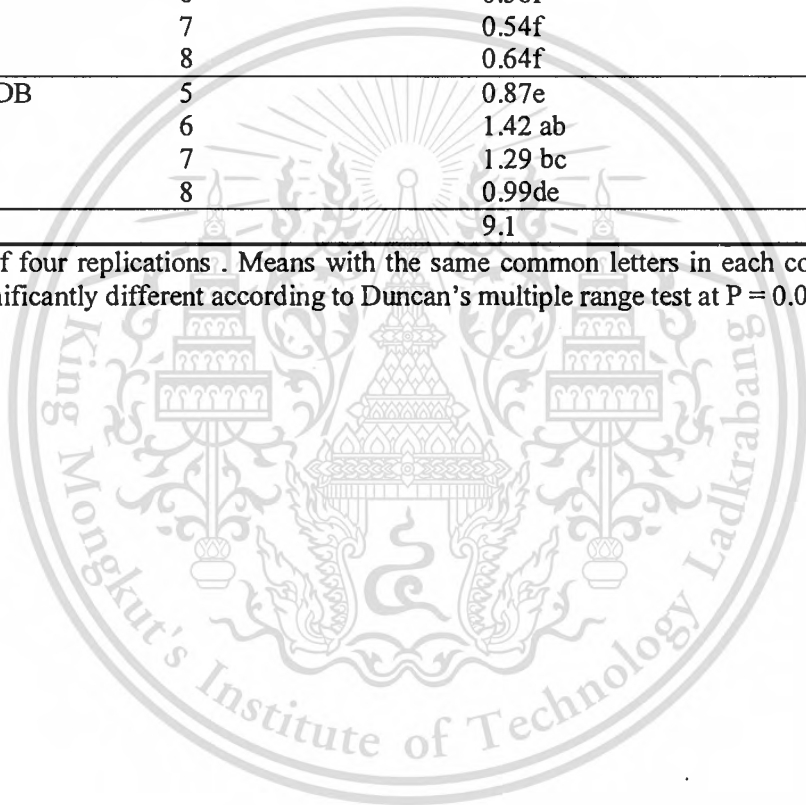 7 0.54f
8 0.64f
DB 5 0.87e
6 1.42 ab
7 1.29 bc
8 0.99de
9.1
f four replications . Means with the same common letters in each co
nificantly different according to Duncan's multiple range test at P = 0.0
King Mongkut's Institute of Technology Ladkrabang